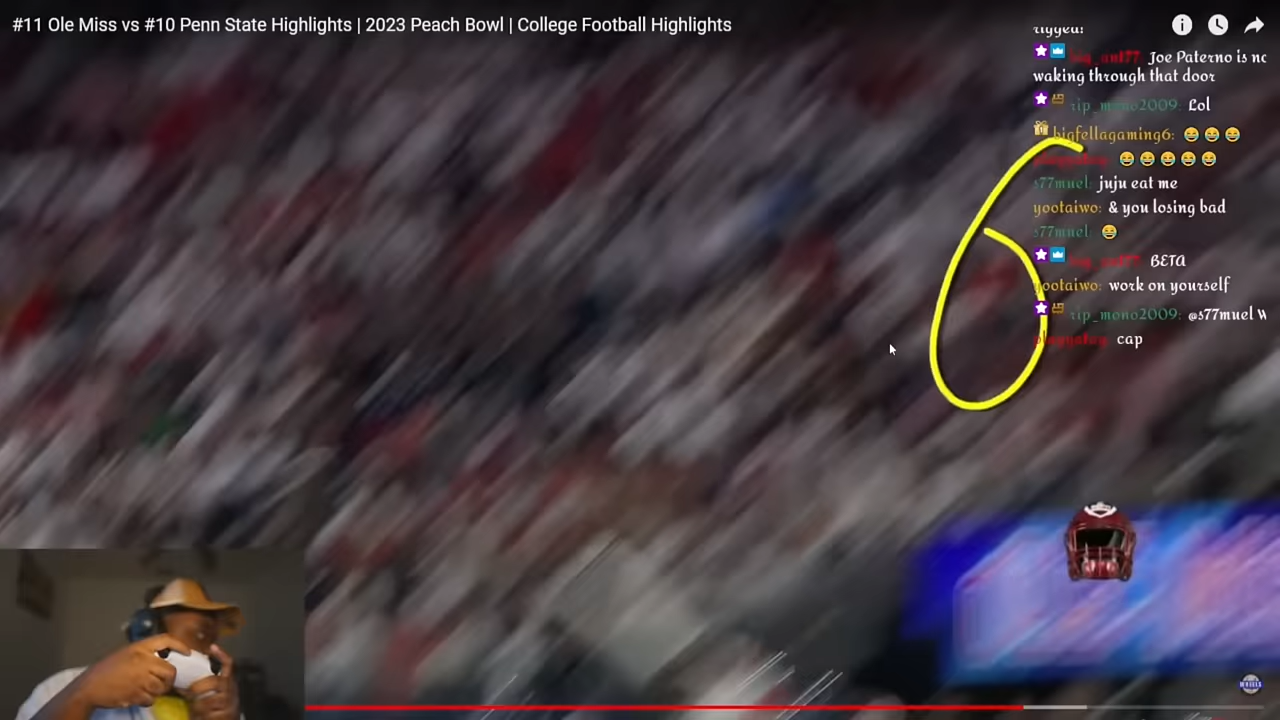 #11 Ole Miss vs #10 Penn State Highlights | 2023 Peach Bowl | College Football Highlights
Joe Paterno is no
waking through that door
rip_mono2009: Lol
bigfellagaming6: 😂 😂 😂
😂 😂 😂 😂 😂
s77muel: juju eat me
yootaiwo: & you losing bad
s77muel: 😂
BETA
yootaiwo: work on yourself
rip_mono2009: @s77muel W
cap